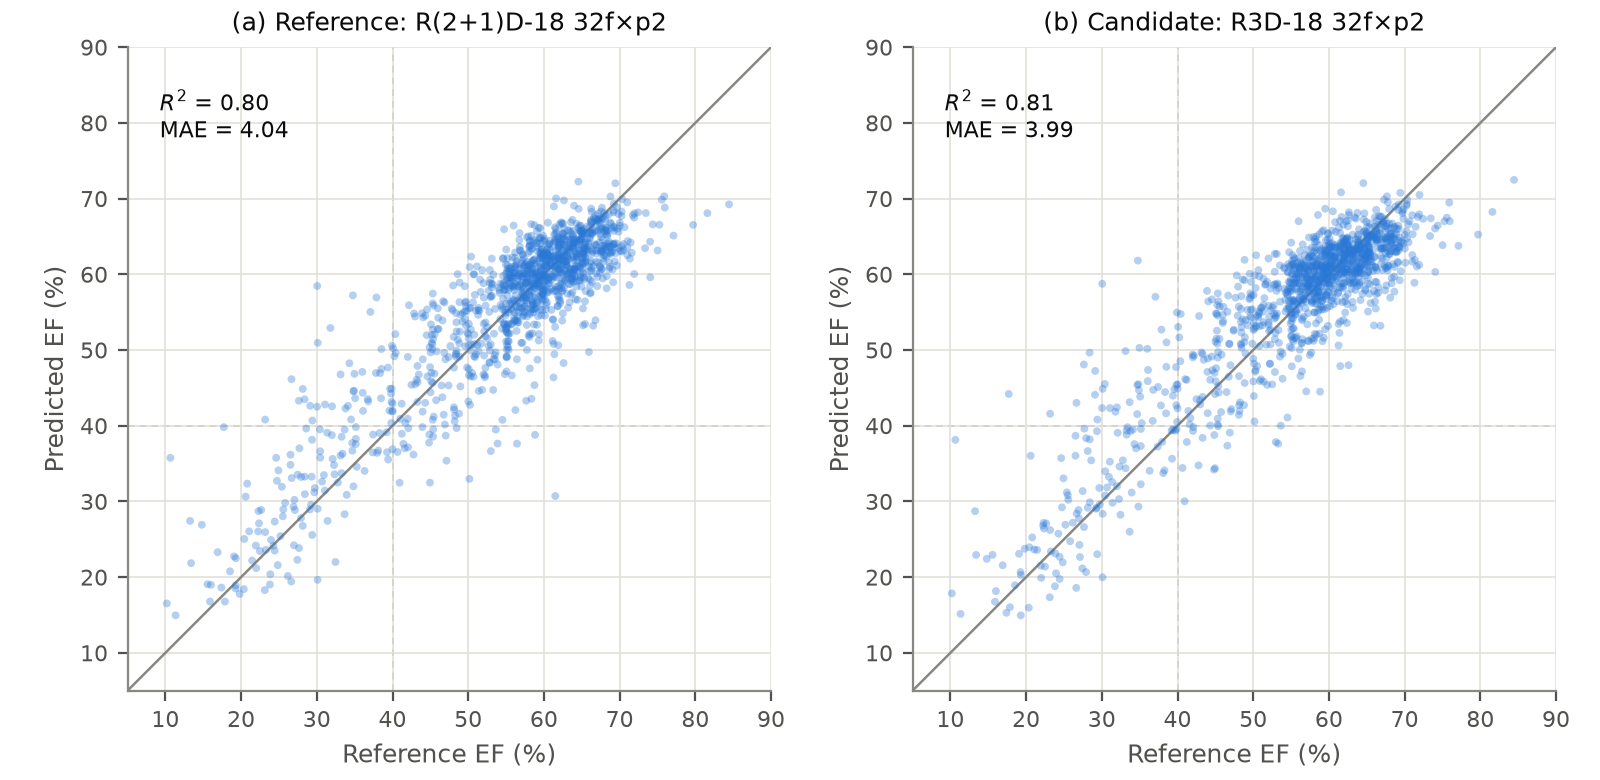 (a) Reference: R(2+1)D-18 32f×p2
R² = 0.80
MAE = 4.04
90
80
70
60
50
40
30
20
10
Predicted EF (%)
10 20 30 40 50 60 70 80 90
Reference EF (%)
(b) Candidate: R3D-18 32f×p2
R² = 0.81
MAE = 3.99
90
80
70
60
50
40
30
20
10
Predicted EF (%)
10 20 30 40 50 60 70 80 90
Reference EF (%)